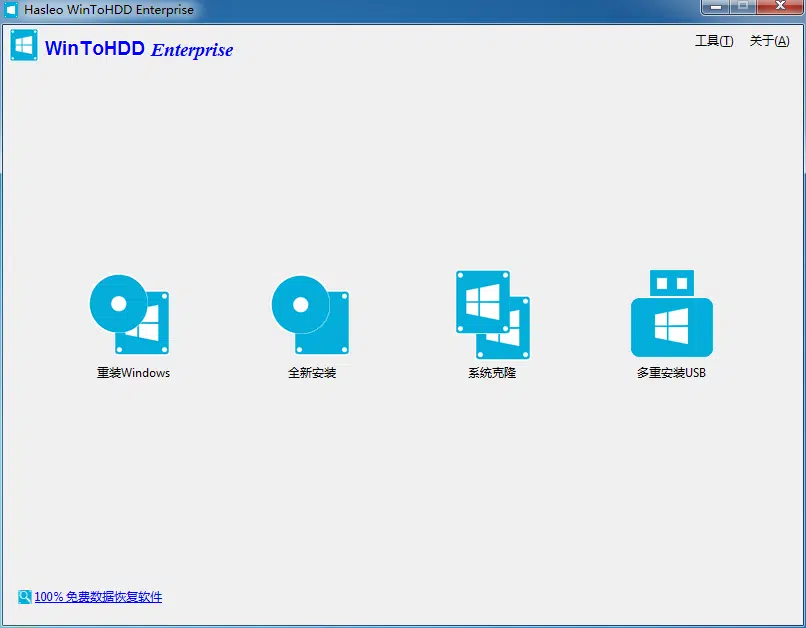 Hasleo WinToHDD Enterprise
WinToHDD Enterprise
工具(T) 关于(A)
重装Windows
全新安装
系统克隆
多重安装USB
100% 免费数据恢复软件